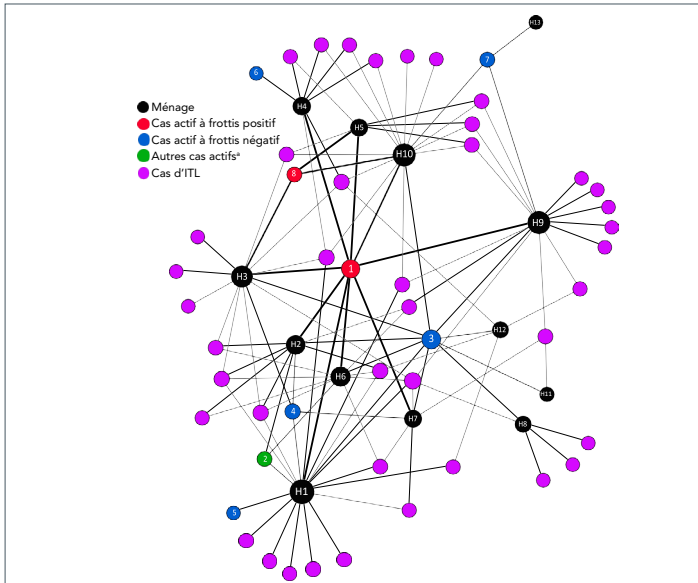 H13
6
7
H4
Ménage
Cas actif à frottis positif
H5
Cas actif à frottis négatif
H10
Autres cas actifsᵃ
Cas d'ITL
8
H9
1
H3
H12
3
H2
H6
H11
4
H7
H8
2
H1
5